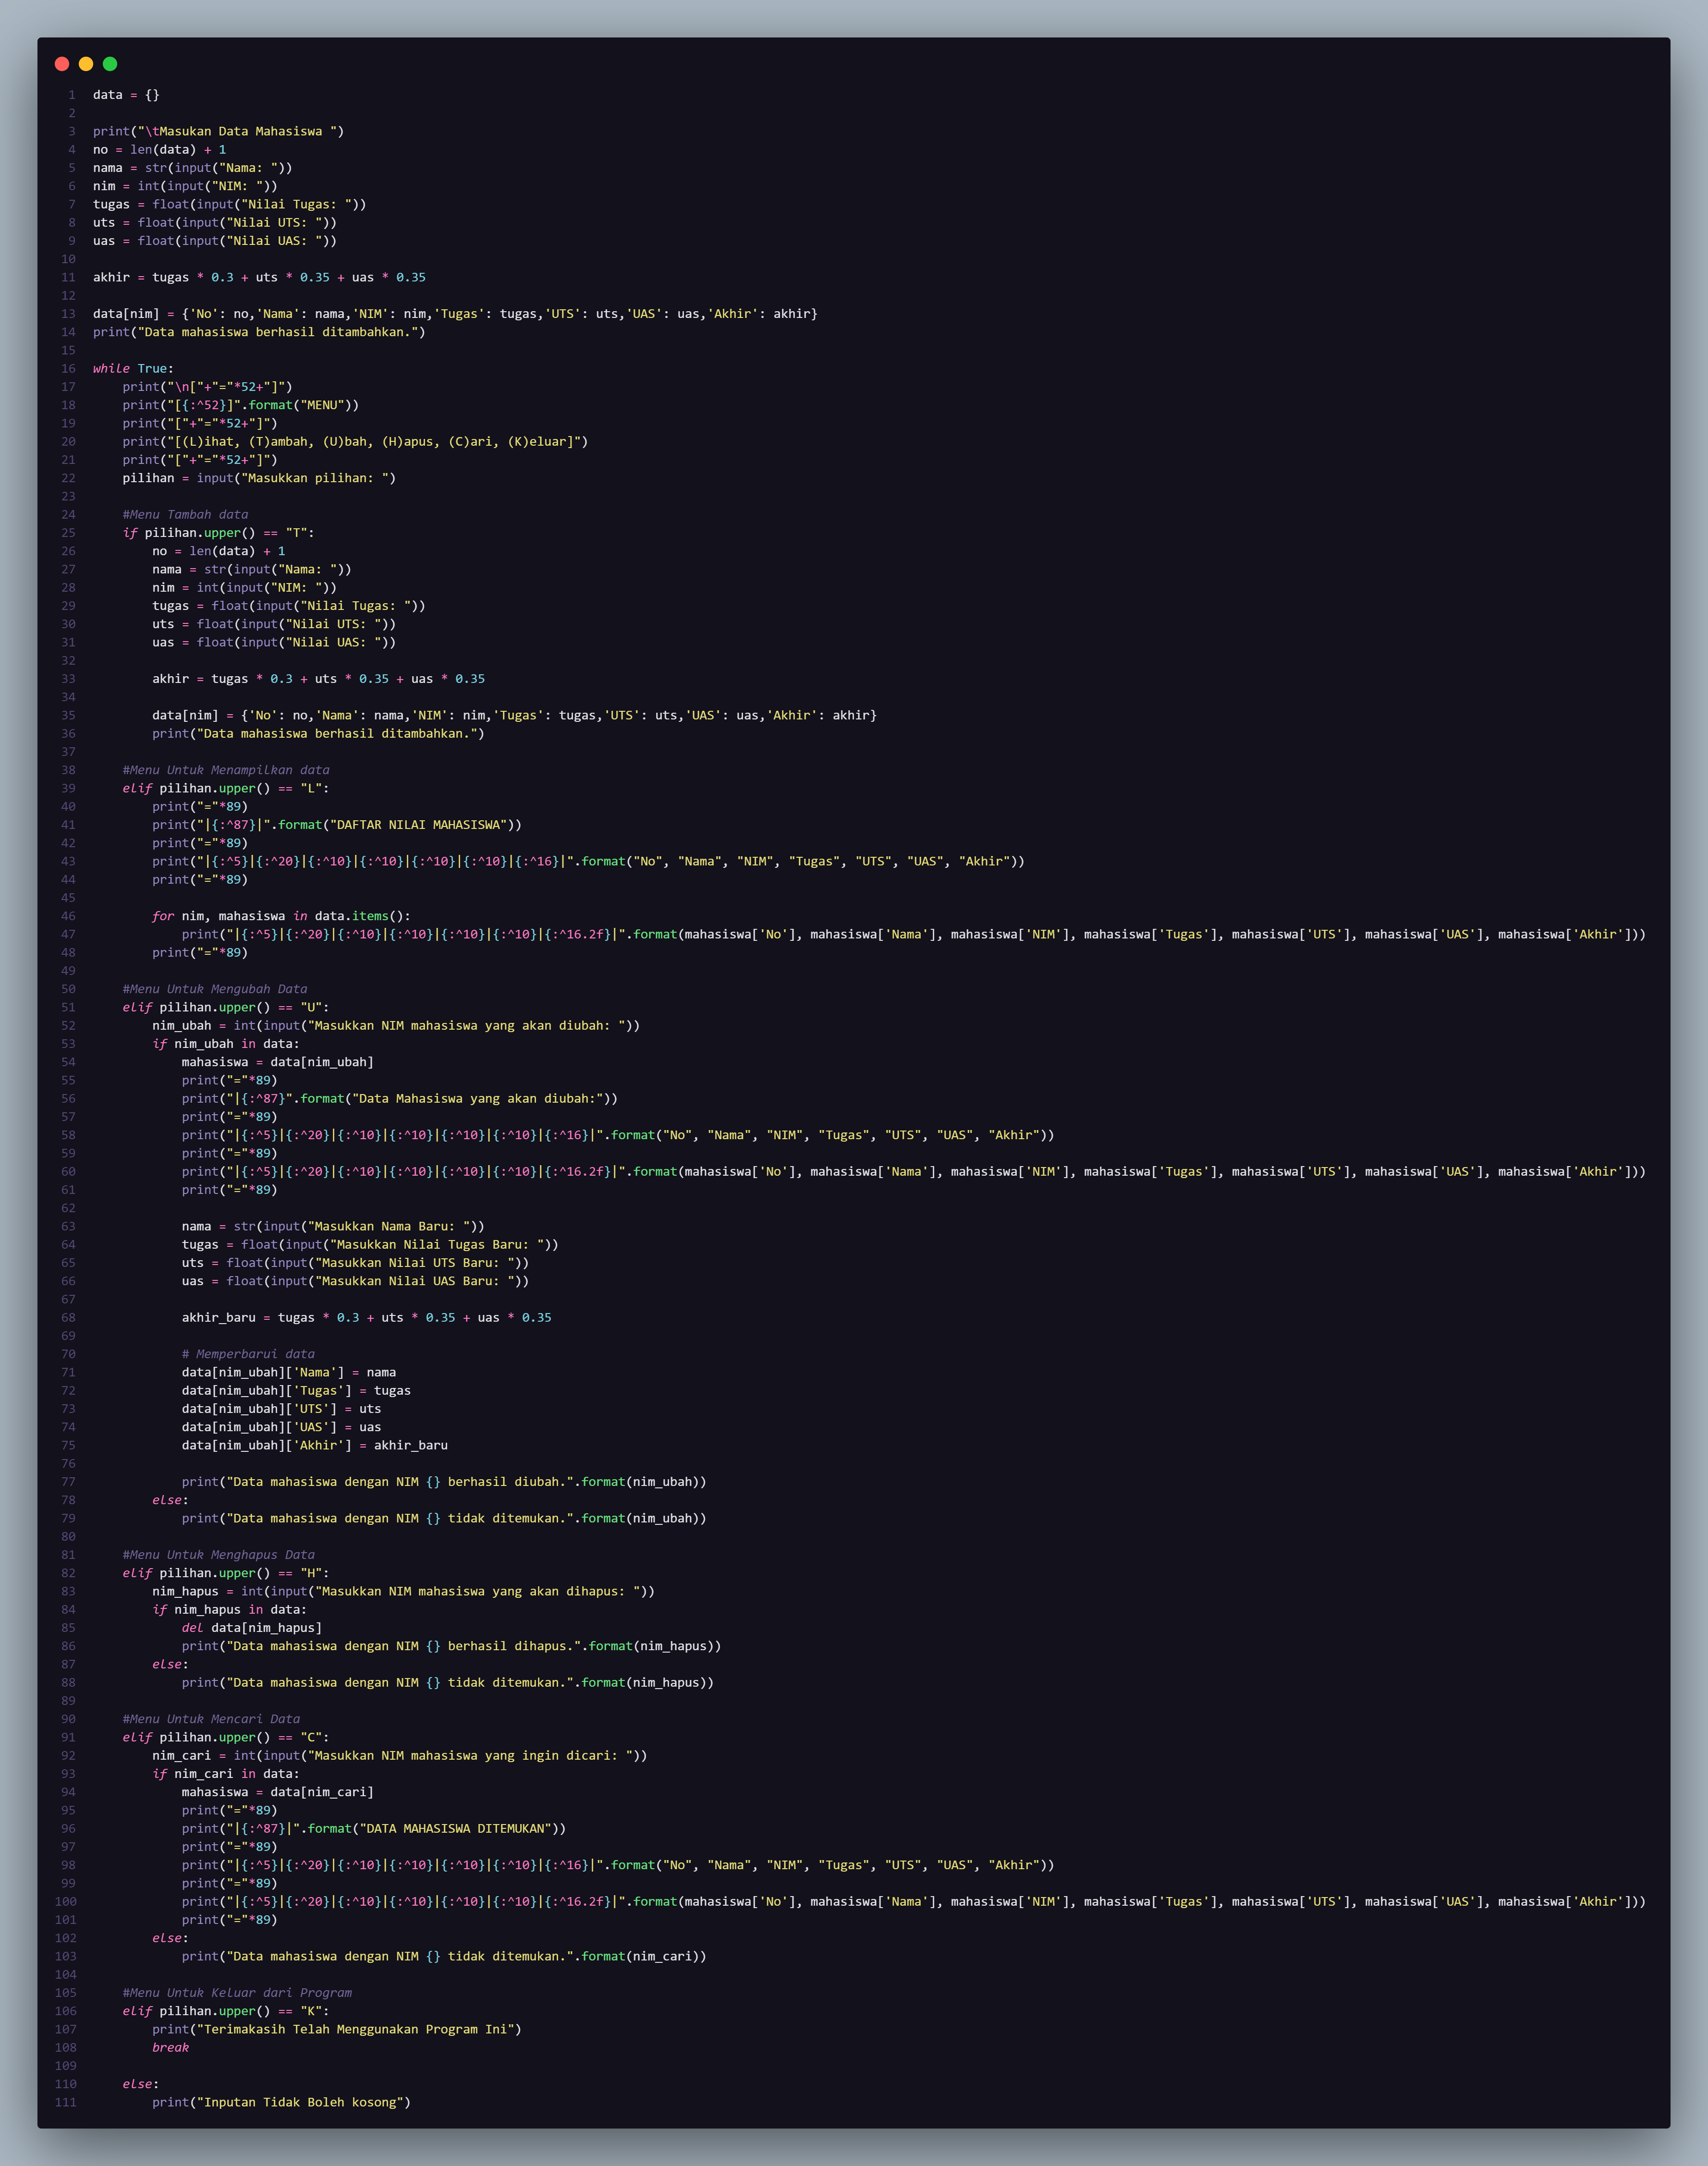 1 data = {}
2
3 print("\tMasukan Data Mahasiswa ")
4 no = len(data) + 1
5 nama = str(input("Nama: "))
6 nim = int(input("NIM: "))
7 tugas = float(input("Nilai Tugas: "))
8 uts = float(input("Nilai UTS: "))
9 uas = float(input("Nilai UAS: "))
10
11 akhir = tugas * 0.3 + uts * 0.35 + uas * 0.35
12
13 data[nim] = {'No': no,'Nama': nama,'NIM': nim,'Tugas': tugas,'UTS': uts,'UAS': uas,'Akhir': akhir}
14 print("Data mahasiswa berhasil ditambahkan.")
15
16 while True:
17     print("\n["+"="*52+"]")
18     print("[{:^52}]".format("MENU"))
19     print("["+"="*52+"]")
20     print("[(L)ihat, (T)ambah, (U)bah, (H)apus, (C)ari, (K)eluar]")
21     print("["+"="*52+"]")
22     pilihan = input("Masukkan pilihan: ")
23
24     #Menu Tambah data
25     if pilihan.upper() == "T":
26         no = len(data) + 1
27         nama = str(input("Nama: "))
28         nim = int(input("NIM: "))
29         tugas = float(input("Nilai Tugas: "))
30         uts = float(input("Nilai UTS: "))
31         uas = float(input("Nilai UAS: "))
32
33         akhir = tugas * 0.3 + uts * 0.35 + uas * 0.35
34
35         data[nim] = {'No': no,'Nama': nama,'NIM': nim,'Tugas': tugas,'UTS': uts,'UAS': uas,'Akhir': akhir}
36         print("Data mahasiswa berhasil ditambahkan.")
37
38     #Menu Untuk Menampilkan data
39     elif pilihan.upper() == "L":
40         print("="*89)
41         print("|{:^87}|".format("DAFTAR NILAI MAHASISWA"))
42         print("="*89)
43         print("|{:^5}|{:^20}|{:^10}|{:^10}|{:^10}|{:^10}|{:^16}|".format("No", "Nama", "NIM", "Tugas", "UTS", "UAS", "Akhir"))
44         print("="*89)
45
46         for nim, mahasiswa in data.items():
47             print("|{:^5}|{:^20}|{:^10}|{:^10}|{:^10}|{:^10}|{:^16.2f}|".format(mahasiswa['No'], mahasiswa['Nama'], mahasiswa['NIM'], mahasiswa['Tugas'], mahasiswa['UTS'], mahasiswa['UAS'], mahasiswa['Akhir']))
48         print("="*89)
49
50     #Menu Untuk Mengubah Data
51     elif pilihan.upper() == "U":
52         nim_ubah = int(input("Masukkan NIM mahasiswa yang akan diubah: "))
53         if nim_ubah in data:
54             mahasiswa = data[nim_ubah]
55             print("="*89)
56             print("|{:^87}".format("Data Mahasiswa yang akan diubah:"))
57             print("="*89)
58             print("|{:^5}|{:^20}|{:^10}|{:^10}|{:^10}|{:^10}|{:^16}|".format("No", "Nama", "NIM", "Tugas", "UTS", "UAS", "Akhir"))
59             print("="*89)
60             print("|{:^5}|{:^20}|{:^10}|{:^10}|{:^10}|{:^10}|{:^16.2f}|".format(mahasiswa['No'], mahasiswa['Nama'], mahasiswa['NIM'], mahasiswa['Tugas'], mahasiswa['UTS'], mahasiswa['UAS'], mahasiswa['Akhir']))
61             print("="*89)
62
63             nama = str(input("Masukkan Nama Baru: "))
64             tugas = float(input("Masukkan Nilai Tugas Baru: "))
65             uts = float(input("Masukkan Nilai UTS Baru: "))
66             uas = float(input("Masukkan Nilai UAS Baru: "))
67
68             akhir_baru = tugas * 0.3 + uts * 0.35 + uas * 0.35
69
70             # Memperbarui data
71             data[nim_ubah]['Nama'] = nama
72             data[nim_ubah]['Tugas'] = tugas
73             data[nim_ubah]['UTS'] = uts
74             data[nim_ubah]['UAS'] = uas
75             data[nim_ubah]['Akhir'] = akhir_baru
76
77             print("Data mahasiswa dengan NIM {} berhasil diubah.".format(nim_ubah))
78         else:
79             print("Data mahasiswa dengan NIM {} tidak ditemukan.".format(nim_ubah))
80
81     #Menu Untuk Menghapus Data
82     elif pilihan.upper() == "H":
83         nim_hapus = int(input("Masukkan NIM mahasiswa yang akan dihapus: "))
84         if nim_hapus in data:
85             del data[nim_hapus]
86             print("Data mahasiswa dengan NIM {} berhasil dihapus.".format(nim_hapus))
87         else:
88             print("Data mahasiswa dengan NIM {} tidak ditemukan.".format(nim_hapus))
89
90     #Menu Untuk Mencari Data
91     elif pilihan.upper() == "C":
92         nim_cari = int(input("Masukkan NIM mahasiswa yang ingin dicari: "))
93         if nim_cari in data:
94             mahasiswa = data[nim_cari]
95             print("="*89)
96             print("|{:^87}|".format("DATA MAHASISWA DITEMUKAN"))
97             print("="*89)
98             print("|{:^5}|{:^20}|{:^10}|{:^10}|{:^10}|{:^10}|{:^16}|".format("No", "Nama", "NIM", "Tugas", "UTS", "UAS", "Akhir"))
99             print("="*89)
100             print("|{:^5}|{:^20}|{:^10}|{:^10}|{:^10}|{:^10}|{:^16.2f}|".format(mahasiswa['No'], mahasiswa['Nama'], mahasiswa['NIM'], mahasiswa['Tugas'], mahasiswa['UTS'], mahasiswa['UAS'], mahasiswa['Akhir']))
101             print("="*89)
102         else:
103             print("Data mahasiswa dengan NIM {} tidak ditemukan.".format(nim_cari))
104
105     #Menu Untuk Keluar dari Program
106     elif pilihan.upper() == "K":
107         print("Terimakasih Telah Menggunakan Program Ini")
108         break
109
110     else:
111         print("Inputan Tidak Boleh kosong")